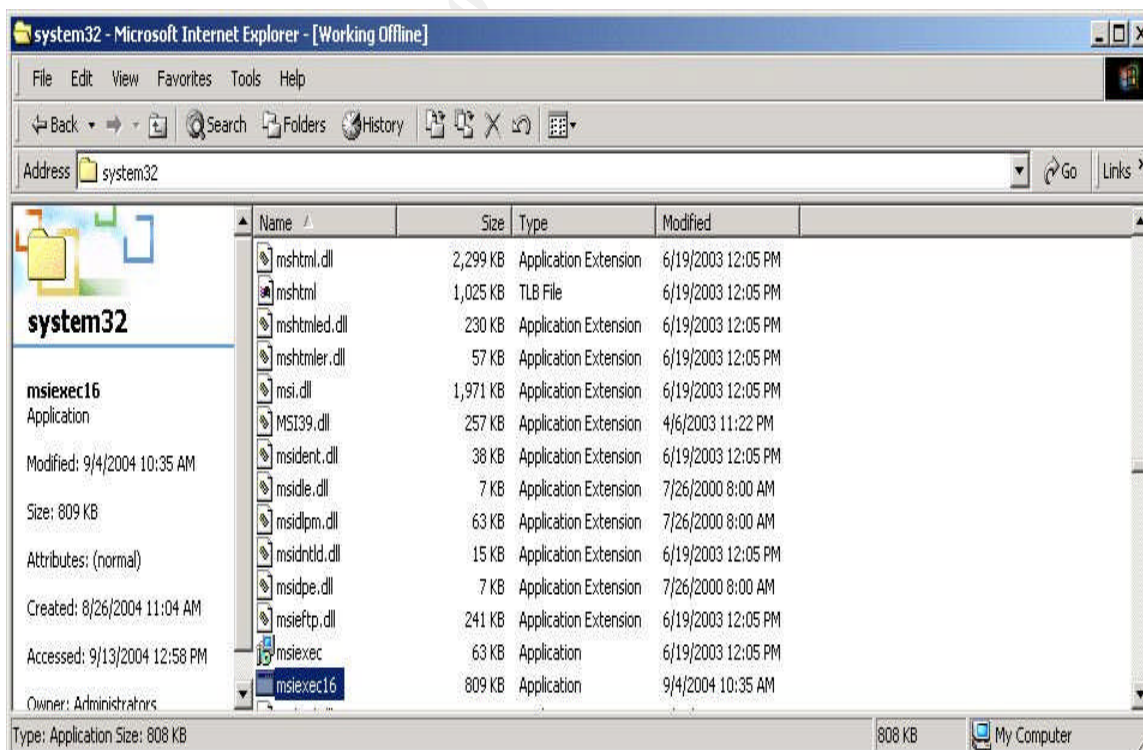 system32 - Microsoft Internet Explorer - [Working Offline]
File Edit View Favorites Tools Help
Back Search Folders History
Address system32 Go Links
Name Size Type Modified
mshtml.dll 2,299 KB Application Extension 6/19/2003 12:05 PM
mshtml 1,025 KB TLB File 6/19/2003 12:05 PM
mshtmled.dll 230 KB Application Extension 6/19/2003 12:05 PM
mshtmler.dll 57 KB Application Extension 6/19/2003 12:05 PM
msi.dll 1,971 KB Application Extension 6/19/2003 12:05 PM
MSI39.dll 257 KB Application Extension 4/6/2003 11:22 PM
msident.dll 38 KB Application Extension 6/19/2003 12:05 PM
msidle.dll 7 KB Application Extension 7/26/2000 8:00 AM
msidlpm.dll 63 KB Application Extension 7/26/2000 8:00 AM
msidntld.dll 15 KB Application Extension 6/19/2003 12:05 PM
msidpe.dll 7 KB Application Extension 7/26/2000 8:00 AM
msieftp.dll 241 KB Application Extension 6/19/2003 12:05 PM
msiexec 63 KB Application 6/19/2003 12:05 PM
msiexec16 809 KB Application 9/4/2004 10:35 AM
system32
msiexec16
Application
Modified: 9/4/2004 10:35 AM
Size: 809 KB
Attributes: (normal)
Created: 8/26/2004 11:04 AM
Accessed: 9/13/2004 12:58 PM
Owner: Administrators
Type: Application Size: 808 KB 808 KB My Computer